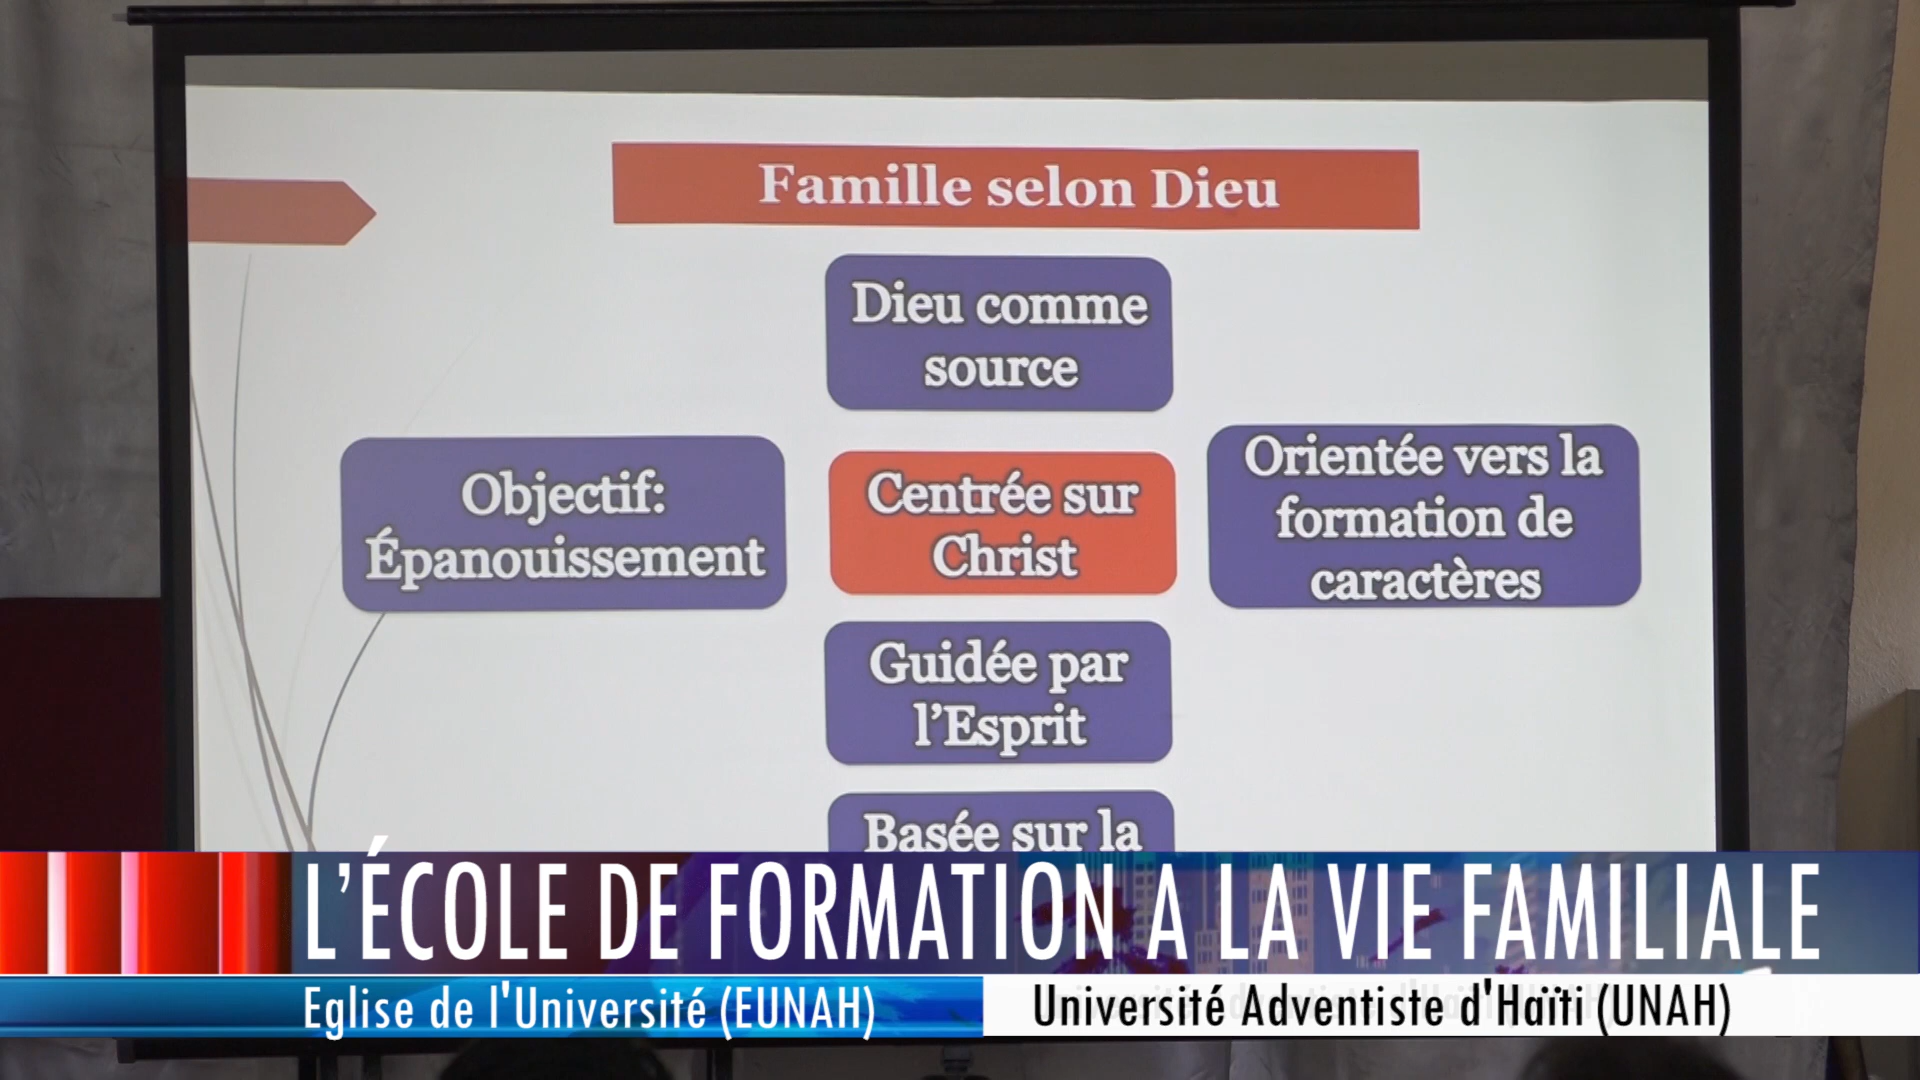 Famille selon Dieu
Dieu comme
source
Objectif:
Épanouissement
Centrée sur
Christ
Orientée vers la
formation de
caractères
Guidée par
l'Esprit
Basée sur la
L'ÉCOLE DE FORMATION A LA VIE FAMILIALE
Eglise de l'Université (EUNAH)
Université Adventiste d'Haïti (UNAH)